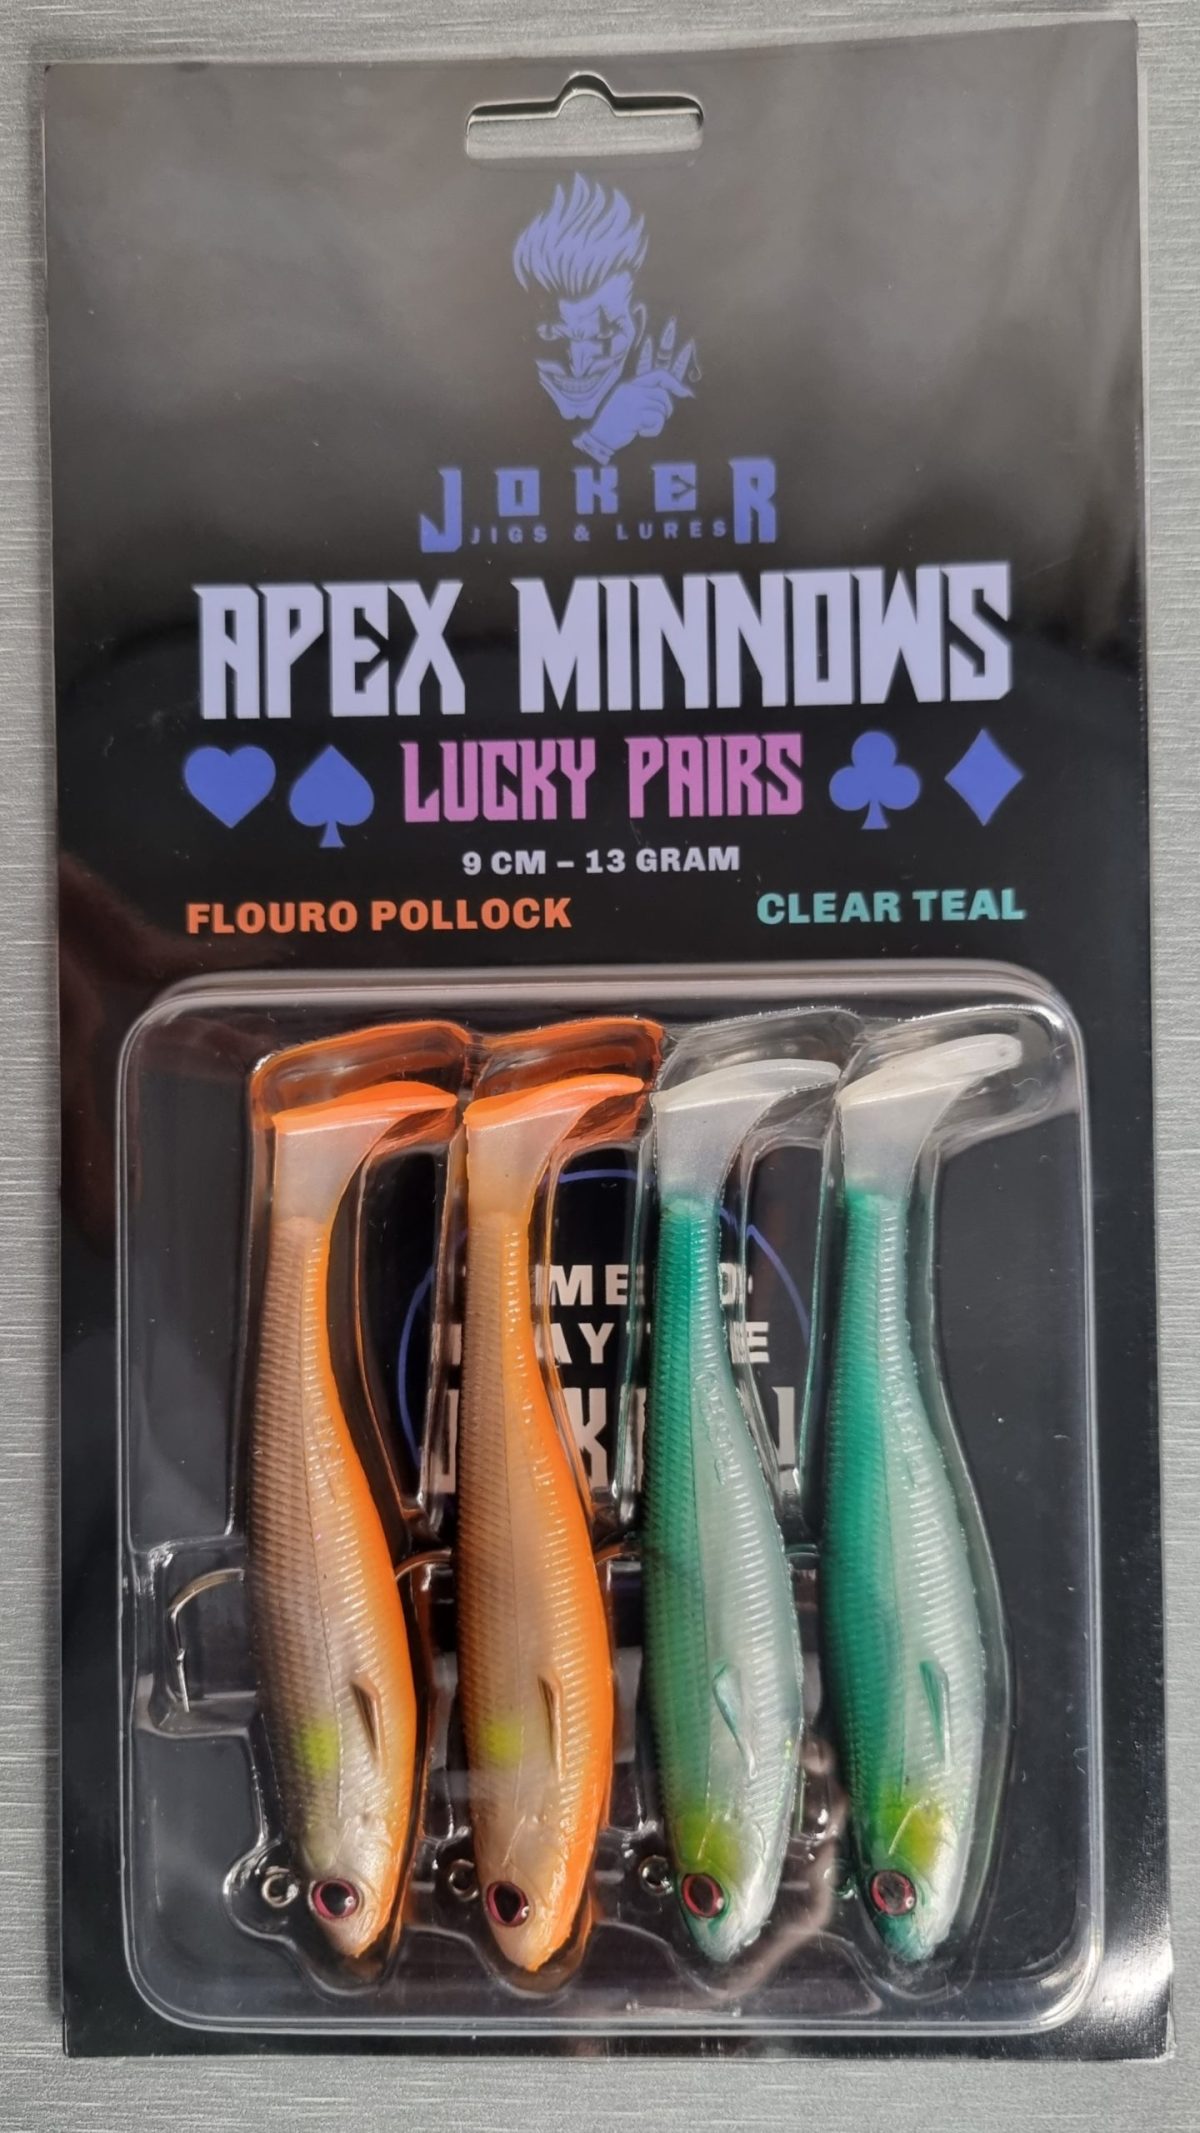 JOKER
JIGS & LURES
APEX MINNOWS
LUCKY PAIRS
9 CM – 13 GRAM
FLOURO POLLOCK
CLEAR TEAL